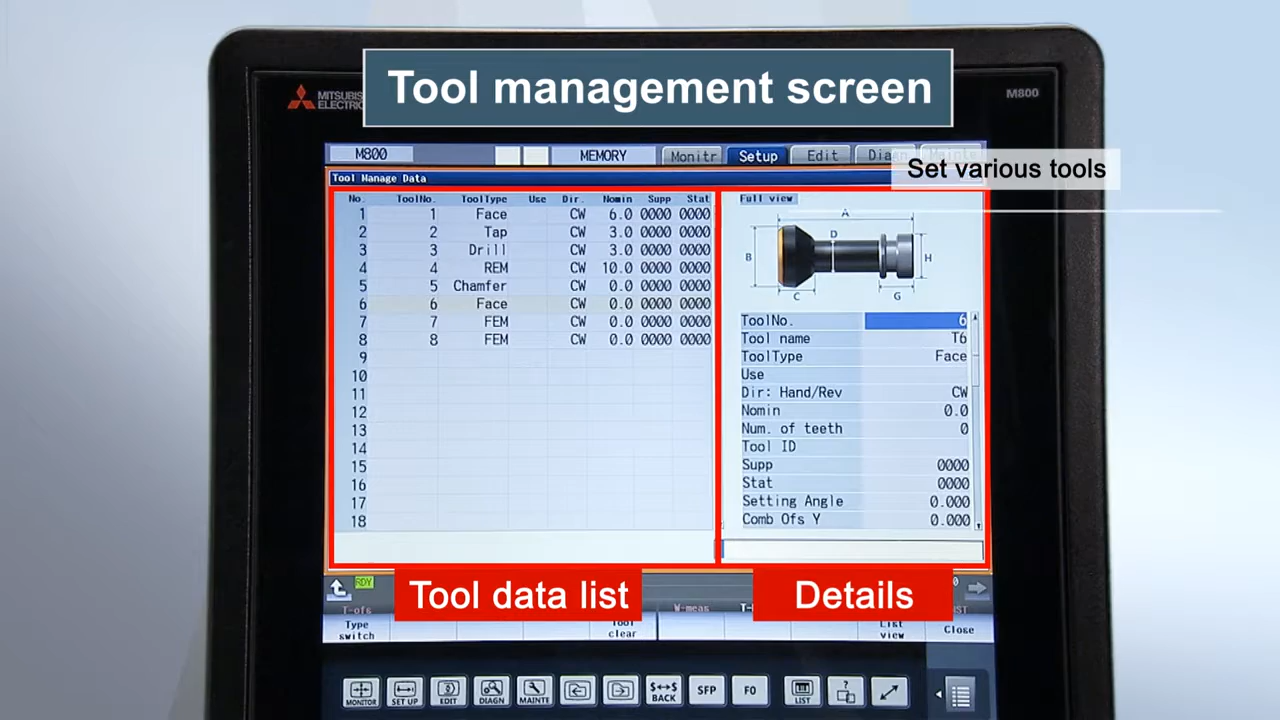 Tool management screen
MITSUBIS
ELECTRIC
M800
M800
MEMORY
Monitr
Setup
Edit
Set various tools
Tool Manage Data
No. ToolNo. ToolType Use Dir. Nomin Supp Stat
1 1 Face CW 6.0 0000 0000
2 2 Tap CW 3.0 0000 0000
3 3 Drill CW 3.0 0000 0000
4 4 REM CW 10.0 0000 0000
5 5 Chamfer CW 0.0 0000 0000
6 6 Face CW 0.0 0000 0000
7 7 FEM CW 0.0 0000 0000
8 8 FEM CW 0.0 0000 0000
9
10
11
12
13
14
15
16
17
18
Full view
A
B
D
H
C
G
ToolNo. 6
Tool name T6
ToolType Face
Use
Dir: Hand/Rev CW
Nomin 0.0
Num. of teeth 0
Tool ID
Supp 0000
Stat 0000
Setting Angle 0.000
Comb Ofs Y 0.000
RDY
Tool data list
Details
T-ofs
W-meas
Type
switch
clear
List
view
Close
MONITOR
SET UP
EDIT
DIAGN
MAINTE
$↔$
BACK
SFP
F0
LIST
?